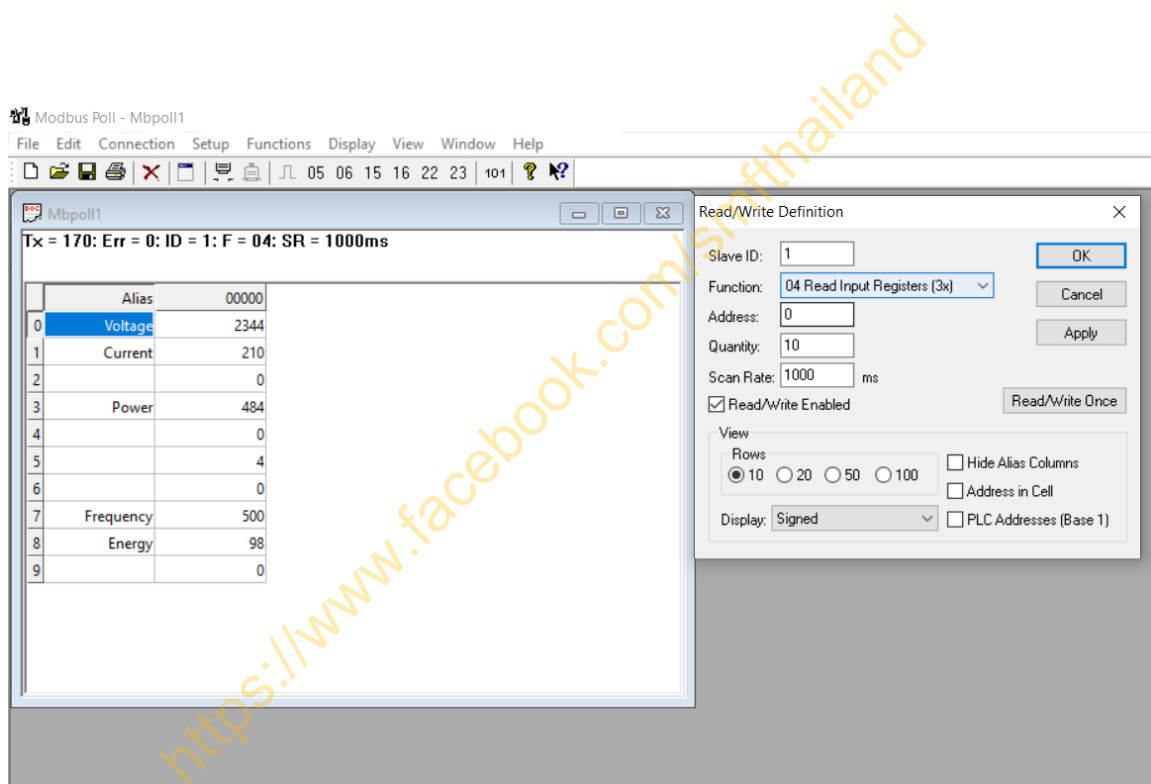 Modbus Poll - Mbpoll1
File Edit Connection Setup Functions Display View Window Help
05 06 15 16 22 23 101
Mbpoll1
Tx = 170: Err = 0: ID = 1: F = 04: SR = 1000ms
Alias 00000
0 Voltage 2344
1 Current 210
2 0
3 Power 484
4 0
5 4
6 0
7 Frequency 500
8 Energy 98
9 0
Read/Write Definition
Slave ID: 1
OK
Function: 04 Read Input Registers (3x)
Cancel
Address: 0
Apply
Quantity: 10
Scan Rate: 1000 ms
Read/Write Enabled
Read/Write Once
View
Rows
10 20 50 100
Hide Alias Columns
Address in Cell
Display: Signed
PLC Addresses (Base 1)
https://www.facebook.com/smfthailand